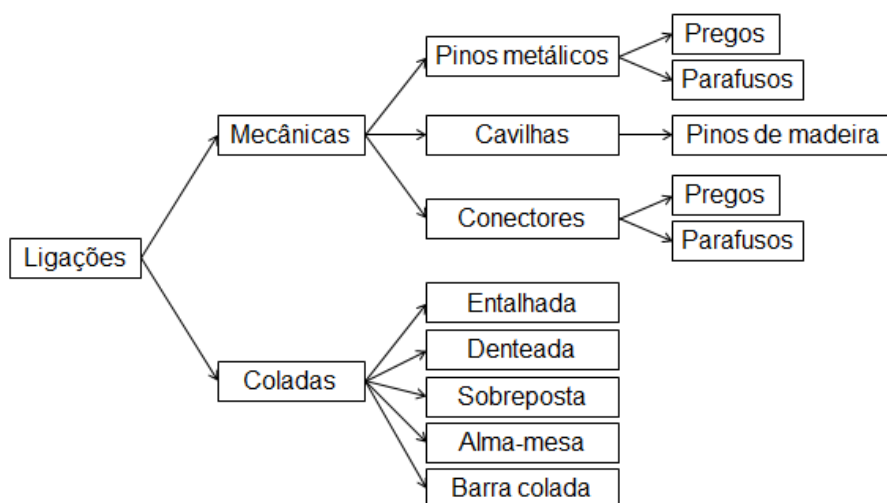 Ligações
Mecânicas
Pinos metálicos
Pregos
Parafusos
Cavilhas
Pinos de madeira
Conectores
Pregos
Parafusos
Coladas
Entalhada
Denteada
Sobreposta
Alma-mesa
Barra colada